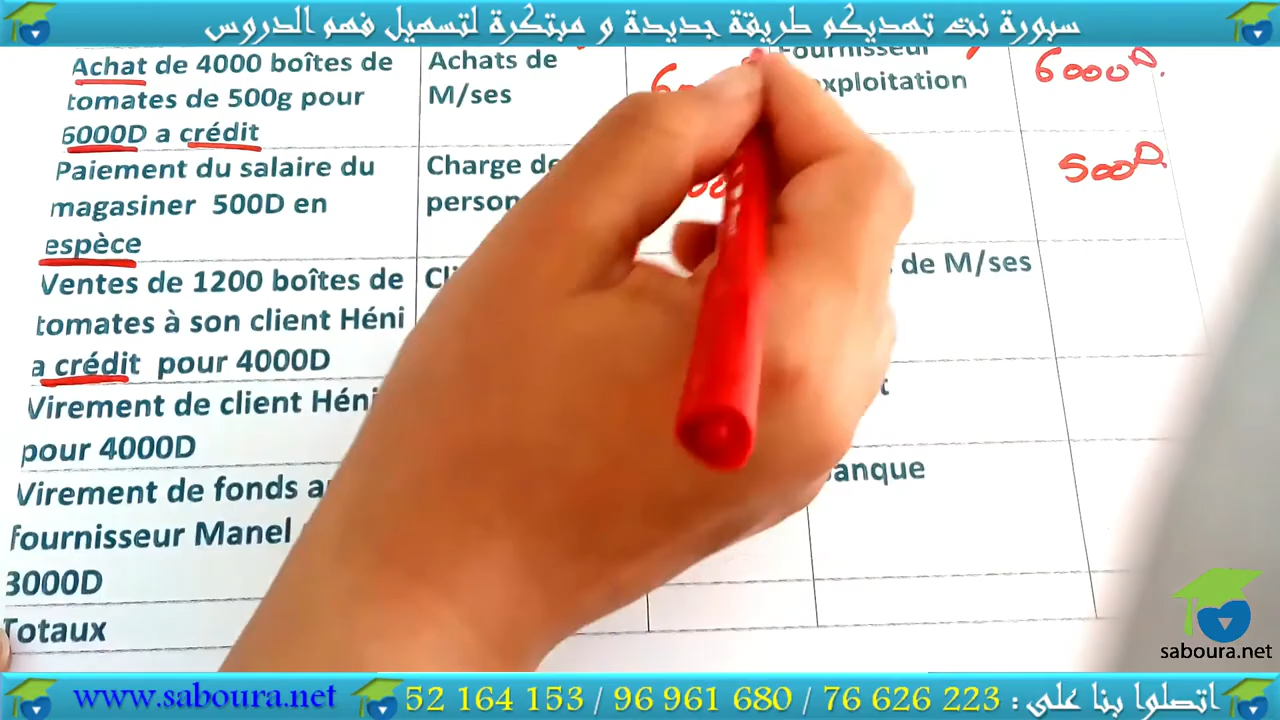 سبورة نت تهديكم طريقة جديدة و مبتكرة لتسهيل فهم الدروس
Achat de 4000 boîtes de
tomates de 500g pour
6000D a crédit
Achats de
M/ses
Fournisseur
exploitation
6000D.
Paiement du salaire du
magasiner 500D en
espèce
Charge de
500D.
Ventes de 1200 boîtes de
tomates à son client Héni
a crédit pour 4000D
de M/ses
Virement de client Héni
pour 4000D
Virement de fonds
fournisseur Manel
3000D
banque
Totaux
saboura.net
www.saboura.net
52 164 153 / 96 961 680 / 76 626 223 : اتصلوا بنا على